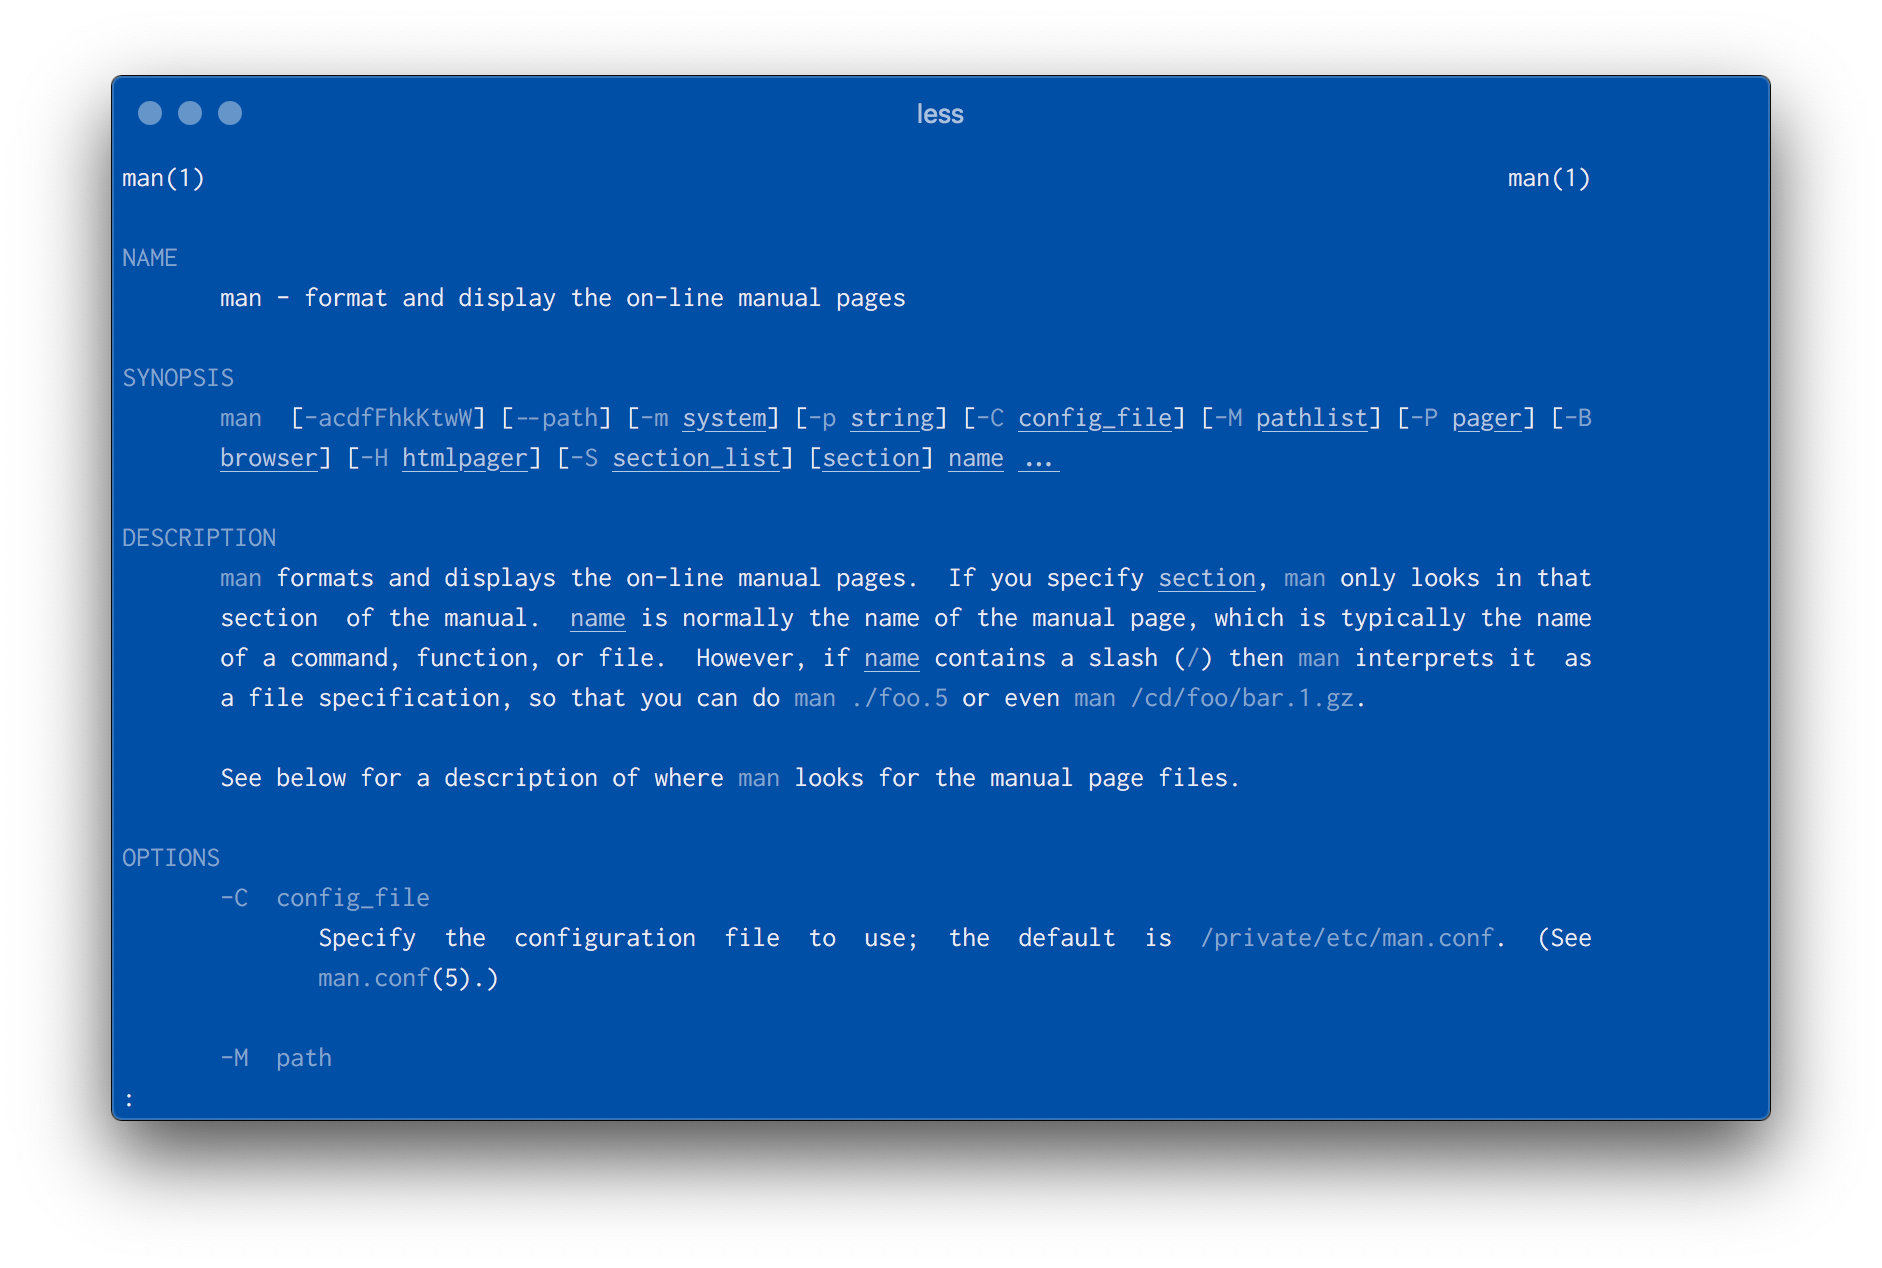 less
man(1) man(1)
NAME
man - format and display the on-line manual pages
SYNOPSIS
man [-acdfFhkKtwW] [--path] [-m system] [-p string] [-C config_file] [-M pathlist] [-P pager] [-B
browser] [-H htmlpager] [-S section_list] [section] name ...
DESCRIPTION
man formats and displays the on-line manual pages. If you specify section, man only looks in that
section of the manual. name is normally the name of the manual page, which is typically the name
of a command, function, or file. However, if name contains a slash (/) then man interprets it as
a file specification, so that you can do man ./foo.5 or even man /cd/foo/bar.1.gz.
See below for a description of where man looks for the manual page files.
OPTIONS
-C config_file
Specify the configuration file to use; the default is /private/etc/man.conf. (See
man.conf(5).)
-M path
: